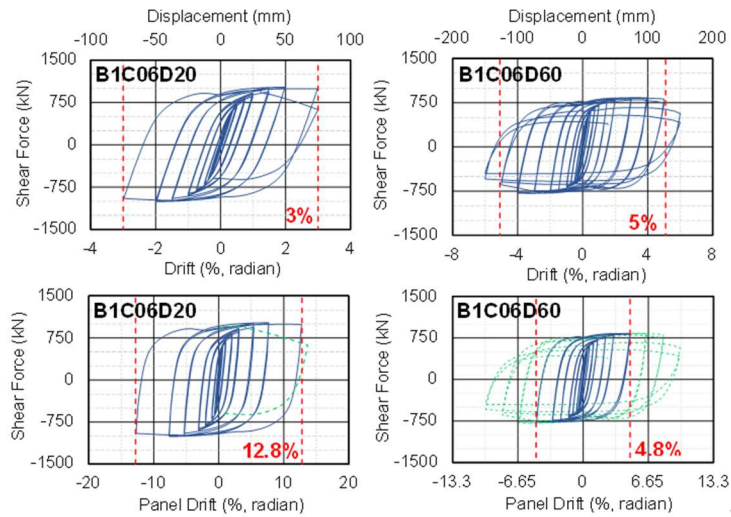 Displacement (mm)
-100 -50 0 50 100
1500
750
0
-750
-1500
Shear Force (kN)
B1C06D20
3%
-4 -2 0 2 4
Drift (%, radian)
Displacement (mm)
-200 -150 -100 -50 0 50 100 150 200
1500
750
0
-750
-1500
Shear Force (kN)
B1C06D60
5%
-8 -4 0 4 8
Drift (%, radian)
1500
750
0
-750
-1500
Shear Force (kN)
B1C06D20
12.8%
-20 -10 0 10 20
Panel Drift (%, radian)
1500
750
0
-750
-1500
Shear Force (kN)
B1C06D60
4.8%
-13.3 -6.65 0 6.65 13.3
Panel Drift (%, radian)